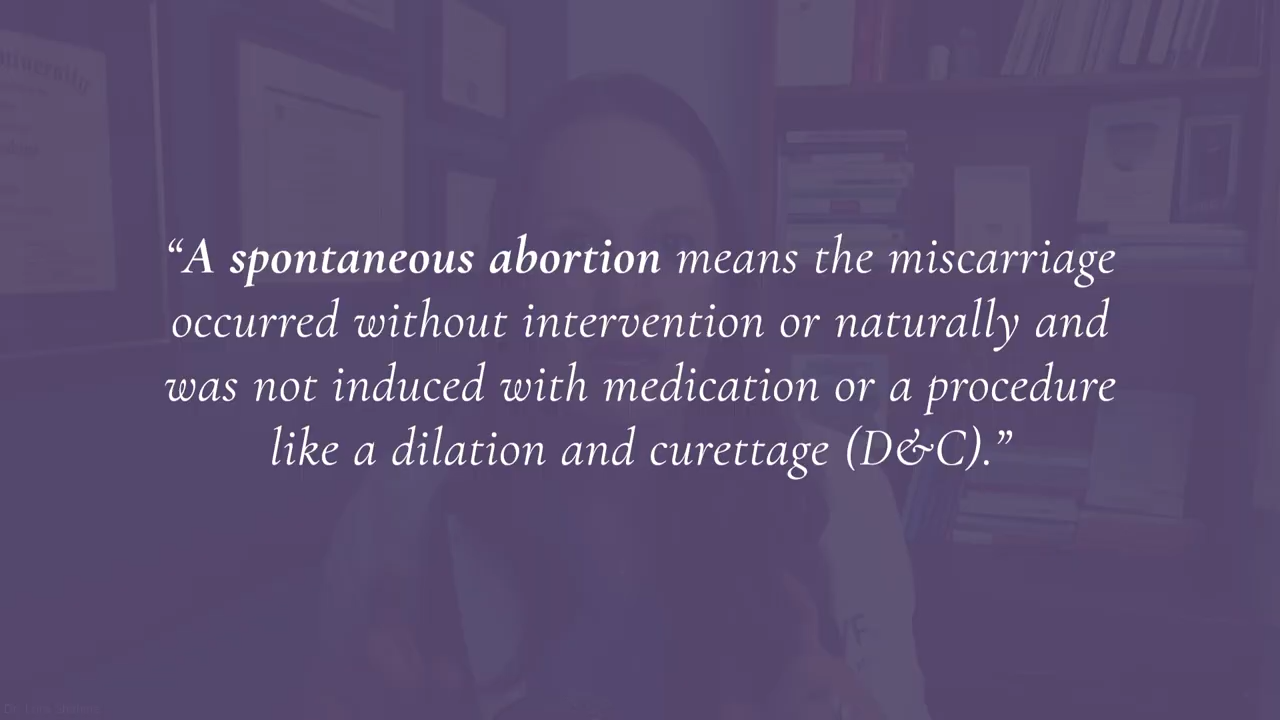 “A spontaneous abortion means the miscarriage
occurred without intervention or naturally and
was not induced with medication or a procedure
like a dilation and curettage (D&C).”